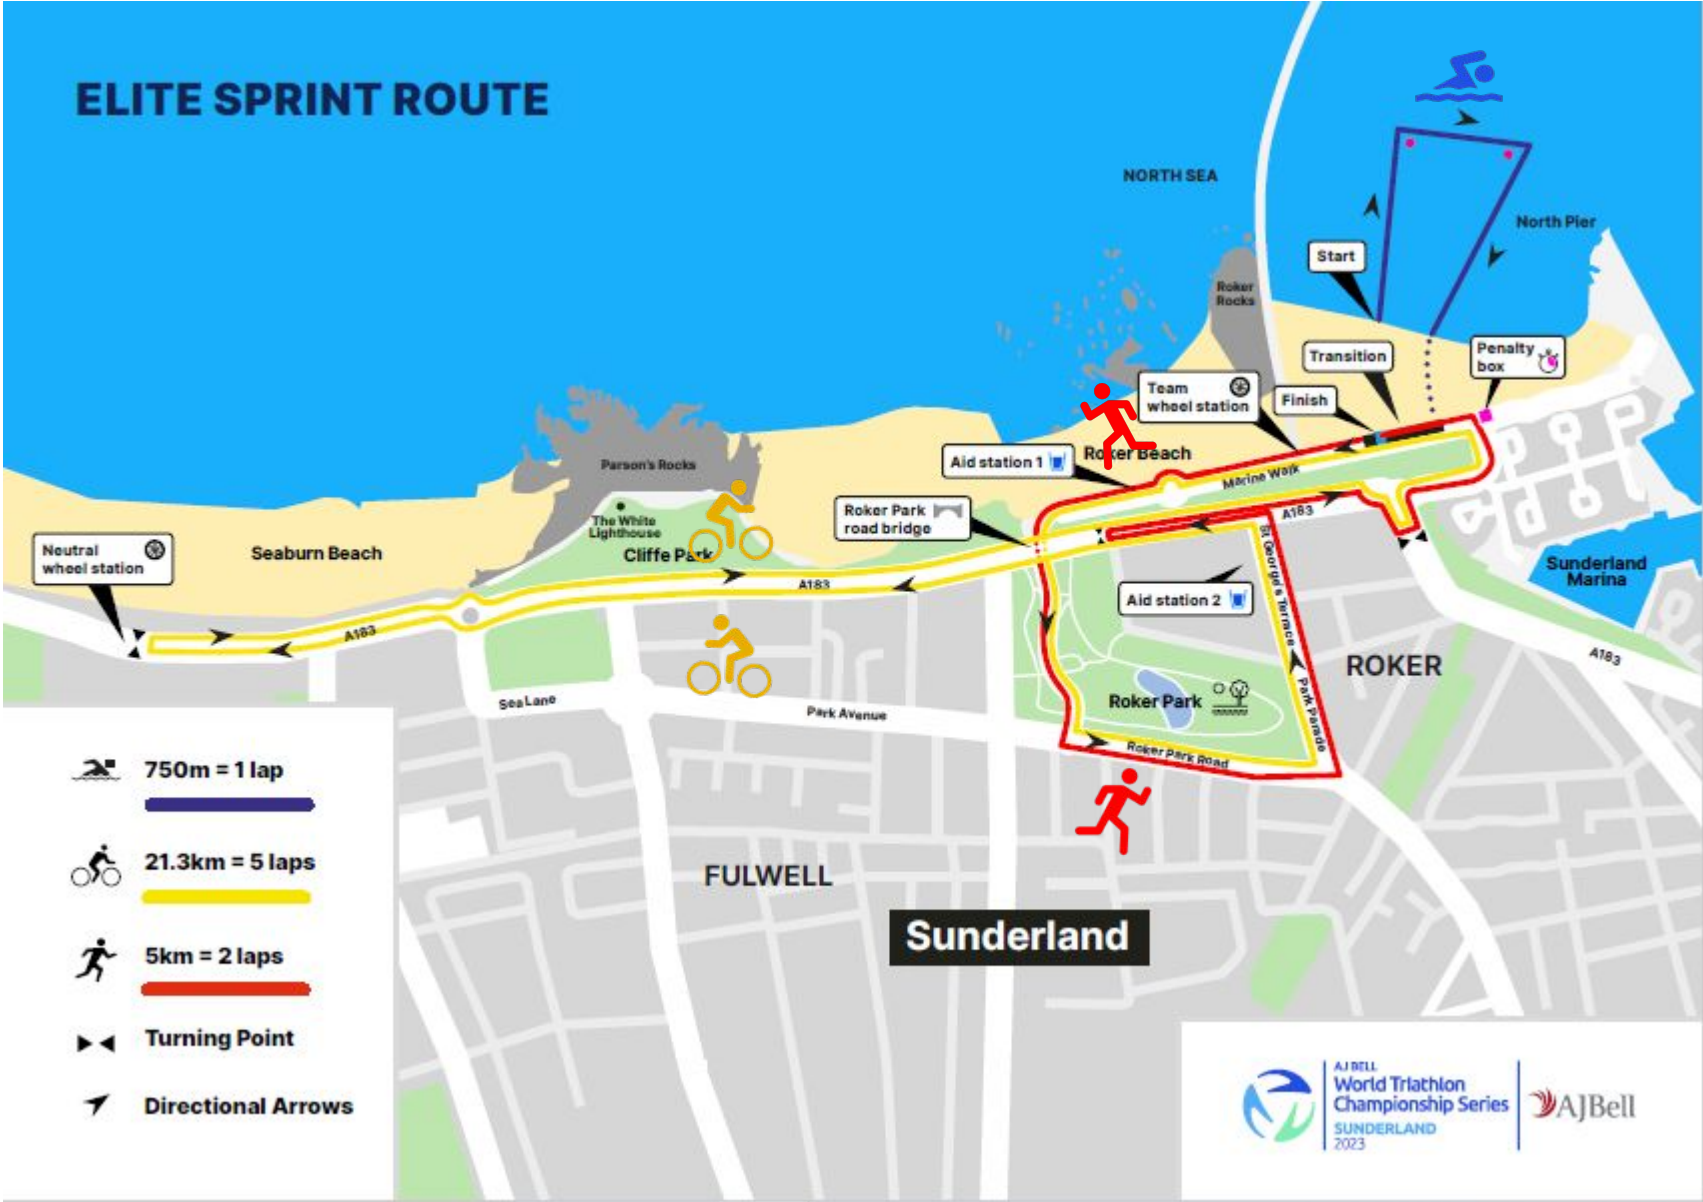 ELITE SPRINT ROUTE
NORTH SEA
North Pier
Start
Roker
Rocks
Transition
Penalty
box
Team
wheel station
Finish
Aid station 1
Roker Beach
Marine Walk
Parson's Rocks
Roker Park
road bridge
A183
The White
Lighthouse
Cliffe Park
Seaburn Beach
Neutral
wheel station
A183
A183
St George's Terrace
Aid station 2
Sunderland
Marina
A183
ROKER
Sea Lane
Park Avenue
Roker Park
Park Parade
Roker Park Road
750m = 1 lap
21.3km = 5 laps
5km = 2 laps
Turning Point
Directional Arrows
FULWELL
Sunderland
AJ BELL
World Triathlon
Championship Series
SUNDERLAND
2023
AJBell